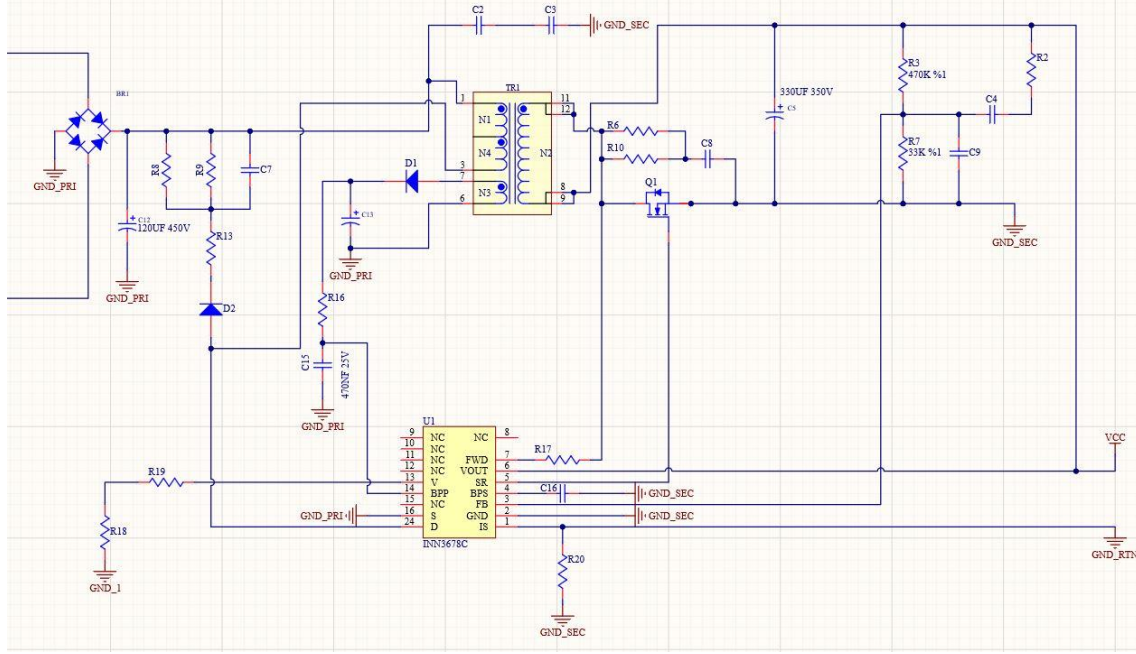 C2
C3
GND_SEC
BR1
TR1
1
11
12
N1
N4
N2
3
7
N3
8
6
9
R3
470K %1
R2
330UF 350V
C5
C4
R6
R10
C8
R7
33K %1
C9
R8
R9
C7
D1
Q1
GND_PRI
C12
120UF 450V
C13
GND_SEC
R13
GND_PRI
GND_PRI
D2
R16
C15
470NF 25V
GND_PRI
U1
9 NC NC 8
10 NC
11 NC FWD 7
12 NC VOUT 6
13 V SR 5
14 BPP BPS 4
15 NC FB 3
16 S GND 2
24 D IS 1
INN3678C
R17
VCC
R19
C16
GND_SEC
GND_PRI
GND_SEC
R18
GND_1
R20
GND_SEC
GND_RTN